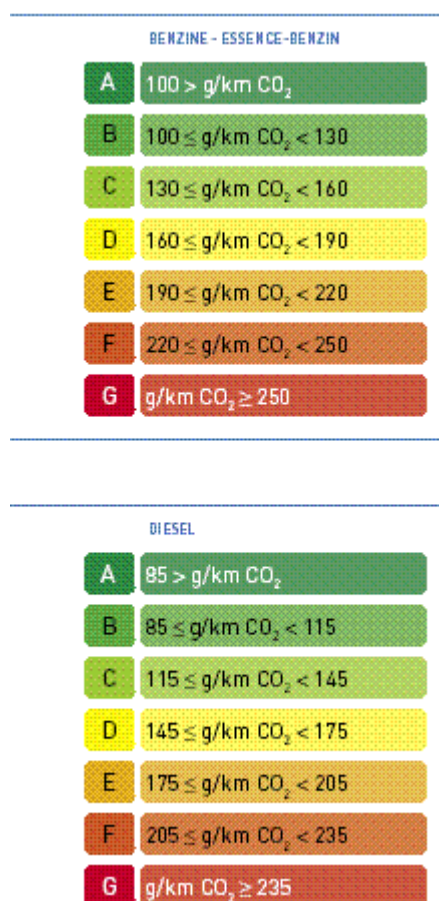 BENZINE - ESSENCE-BENZIN
A 100 > g/km CO₂
B 100 ≤ g/km CO₂ < 130
C 130 ≤ g/km CO₂ < 160
D 160 ≤ g/km CO₂ < 190
E 190 ≤ g/km CO₂ < 220
F 220 ≤ g/km CO₂ < 250
G g/km CO₂ ≥ 250
DIESEL
A 85 > g/km CO₂
B 85 ≤ g/km CO₂ < 115
C 115 ≤ g/km CO₂ < 145
D 145 ≤ g/km CO₂ < 175
E 175 ≤ g/km CO₂ < 205
F 205 ≤ g/km CO₂ < 235
G g/km CO₂ ≥ 235